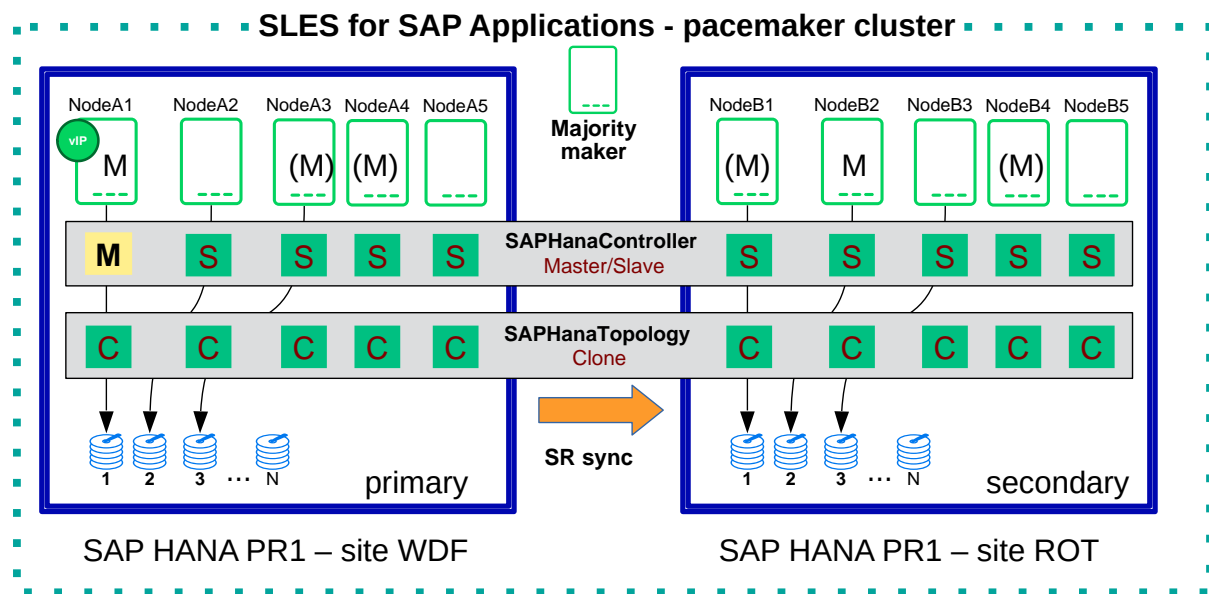 SLES for SAP Applications - pacemaker cluster
NodeA1 NodeA2 NodeA3 NodeA4 NodeA5
Majority
maker
NodeB1 NodeB2 NodeB3 NodeB4 NodeB5
vIP
M (M) (M) (M) M (M)
SAPHanaController
Master/Slave
M S S S S S S S S S
SAPHanaTopology
Clone
C C C C C C C C C C
SR sync
1 2 3 ... N 1 2 3 ... N
primary secondary
SAP HANA PR1 – site WDF SAP HANA PR1 – site ROT